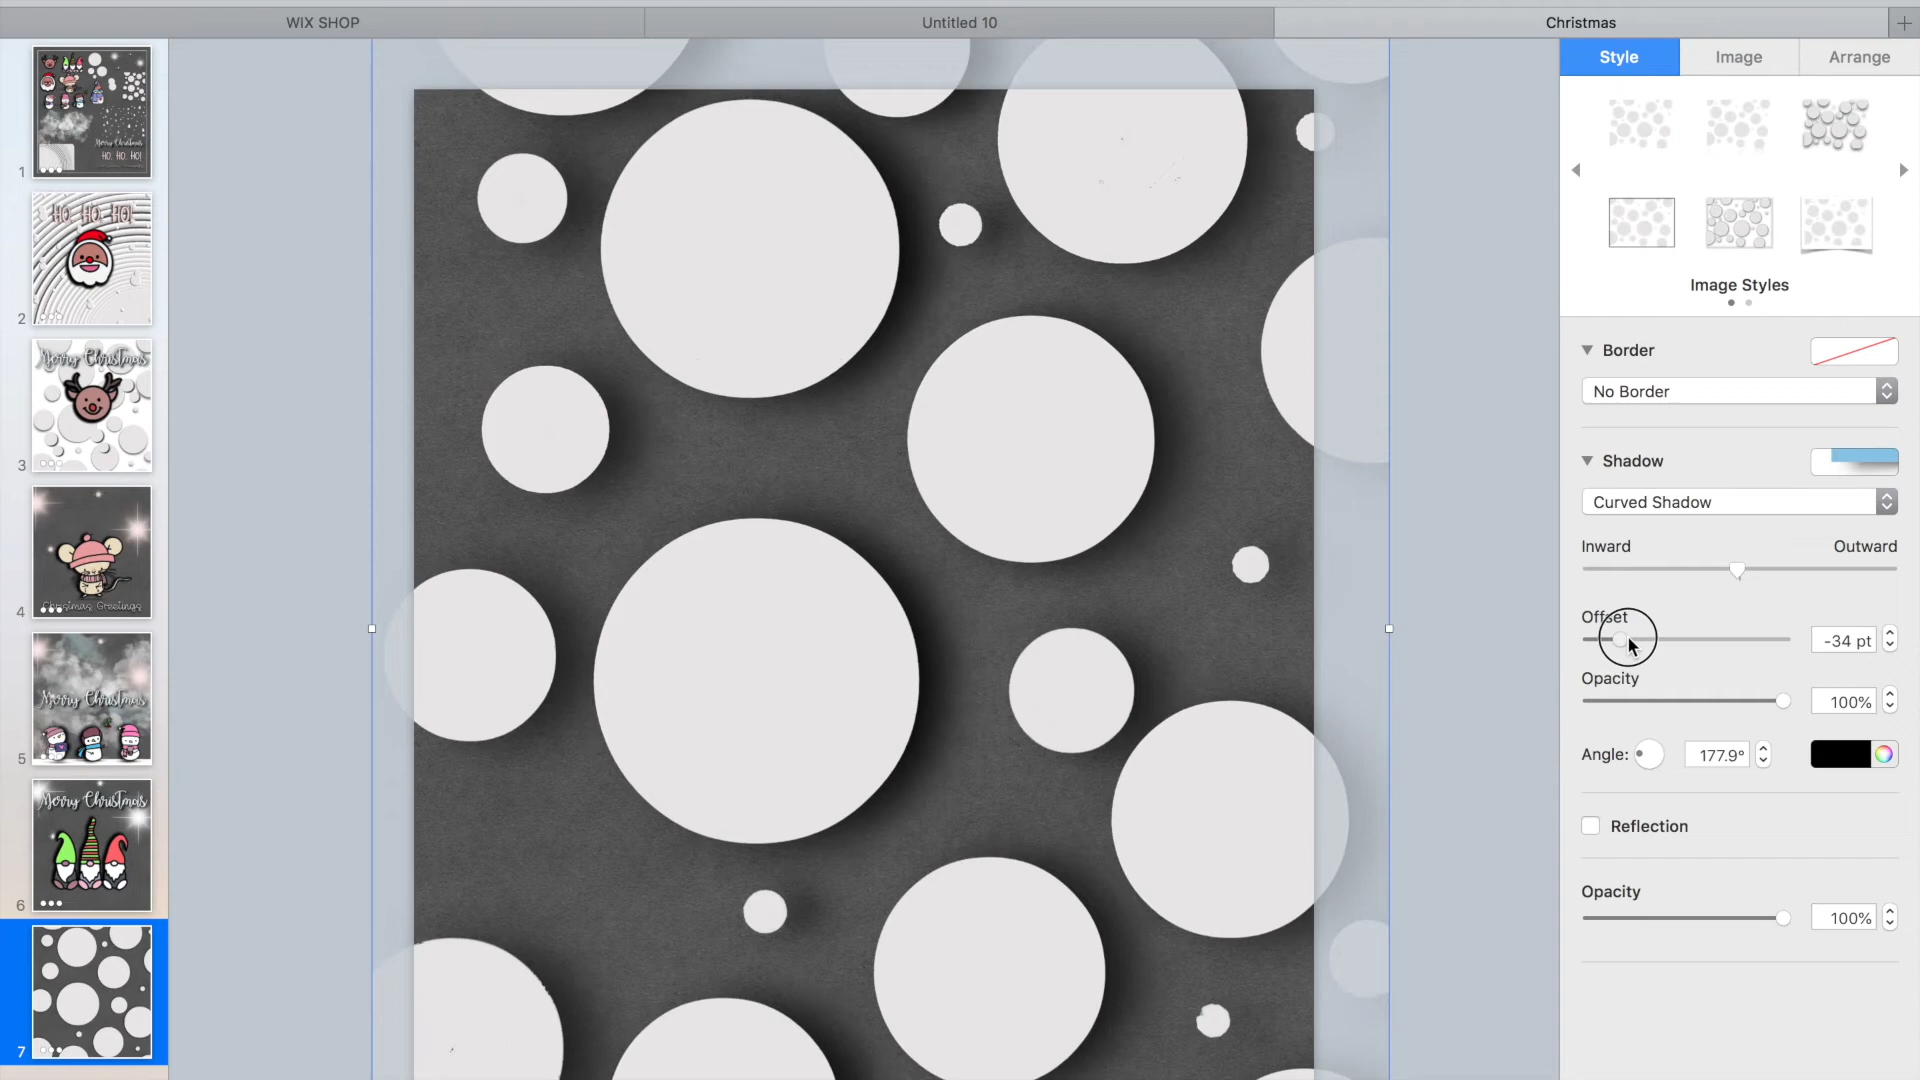 WIX SHOP
Untitled 10
Christmas
Style
Image
Arrange
Image Styles
Border
No Border
Shadow
Curved Shadow
Inward
Outward
Offset
-34 pt
Opacity
100%
Angle:
177.9°
Reflection
Opacity
100%
1
Merry Christmas
HO, HO, HO!
2
HO, HO, HO!
3
Merry Christmas
4
Christmas Greetings
5
Merry Christmas
6
Merry Christmas
7